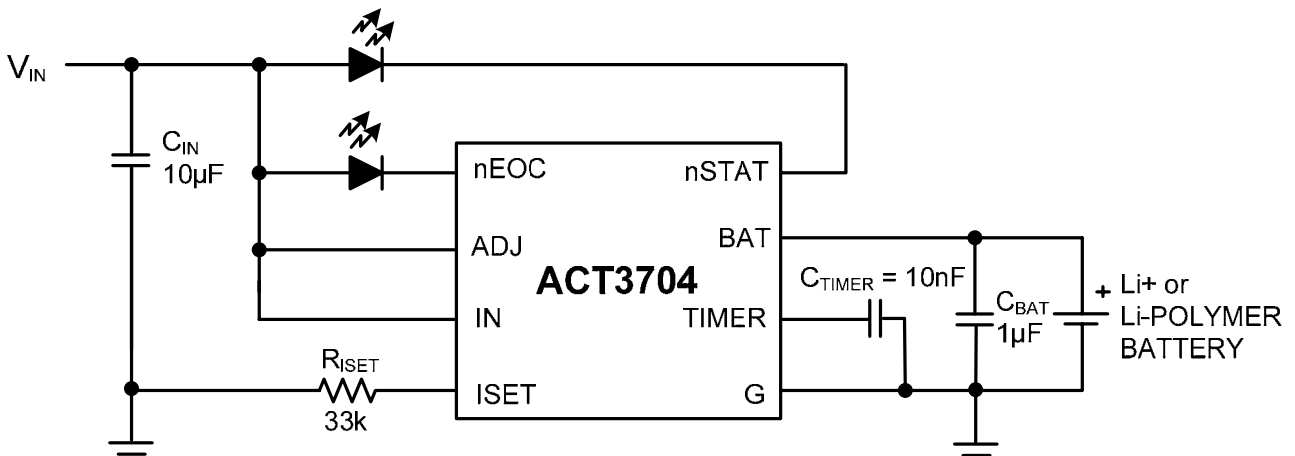 V_IN
C_IN
10µF
nEOC
nSTAT
ADJ
BAT
ACT3704
C_TIMER = 10nF
IN
TIMER
C_BAT
1µF
+ Li+ or
Li-POLYMER
BATTERY
R_ISET
33k
ISET
G